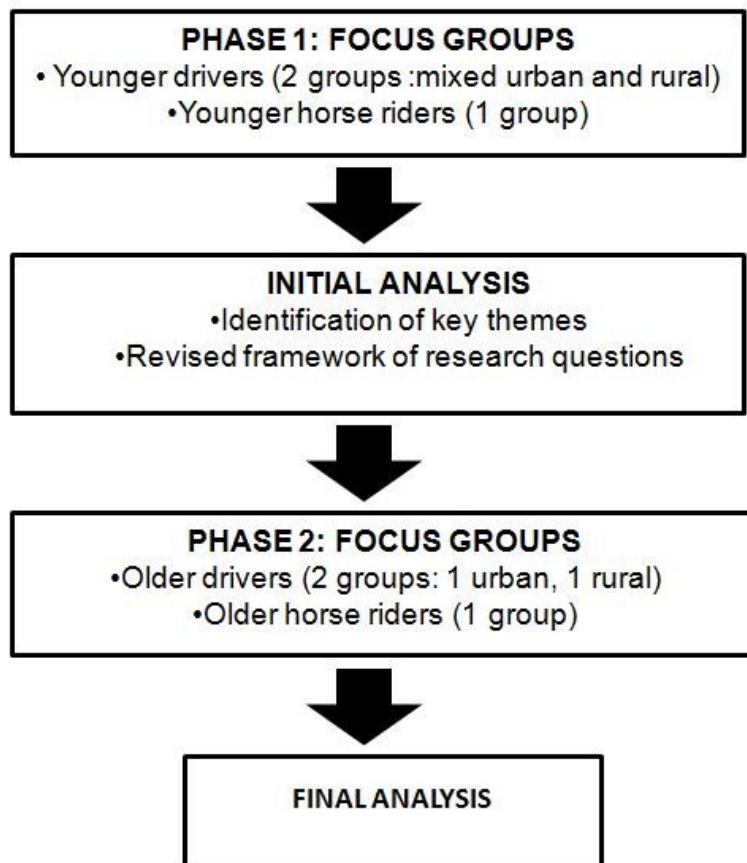 PHASE 1: FOCUS GROUPS
• Younger drivers (2 groups :mixed urban and rural)
•Younger horse riders (1 group)
INITIAL ANALYSIS
•Identification of key themes
•Revised framework of research questions
PHASE 2: FOCUS GROUPS
•Older drivers (2 groups: 1 urban, 1 rural)
•Older horse riders (1 group)
FINAL ANALYSIS